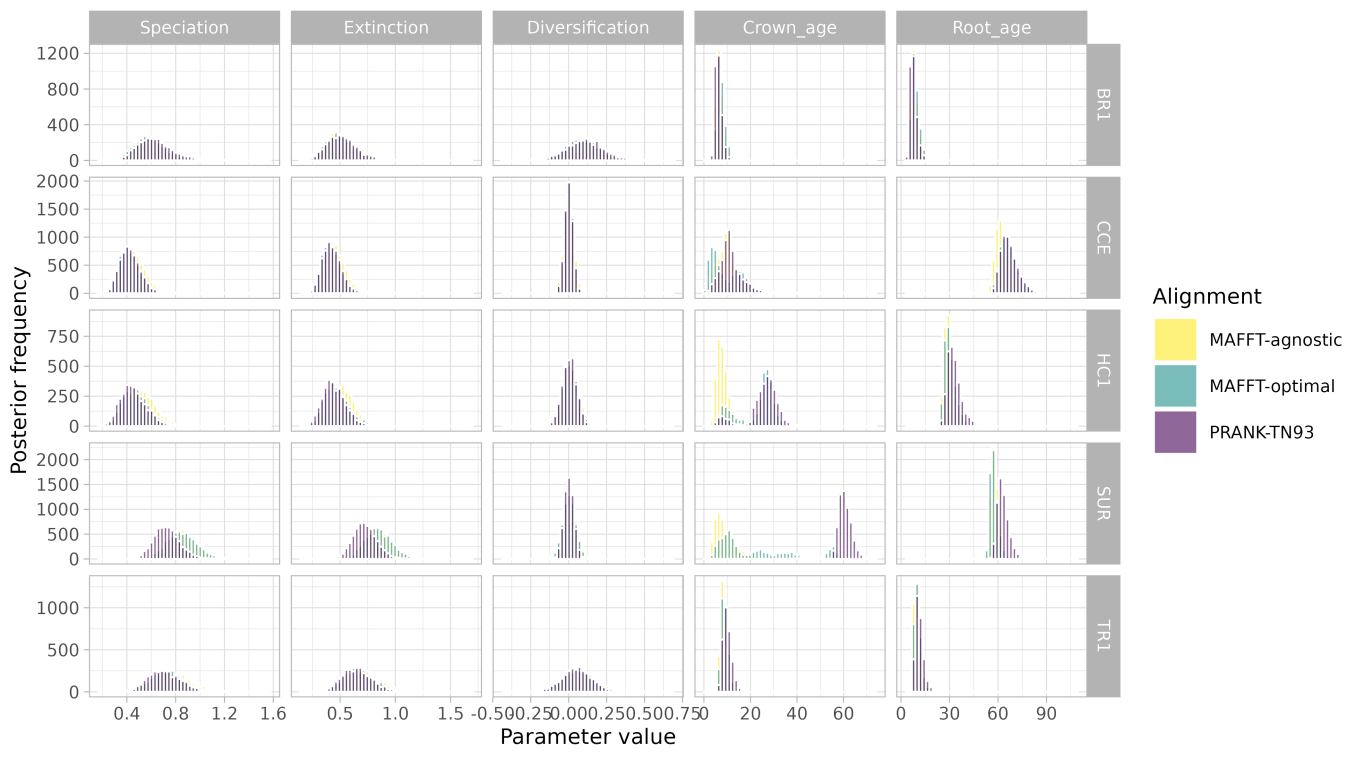 Speciation Extinction Diversification Crown_age Root_age
1200
800
400
0
BR1
2000
1500
1000
500
0
CCE
750
500
250
0
HC1
2000
1500
1000
500
0
SUR
1000
500
0
TR1
Posterior frequency
0.4 0.8 1.2 1.6 0.5 1.0 1.5 -0.50 -0.25 0.00 0.25 0.50 0.75 0 20 40 60 0 30 60 90
Parameter value
Alignment
MAFFT-agnostic
MAFFT-optimal
PRANK-TN93